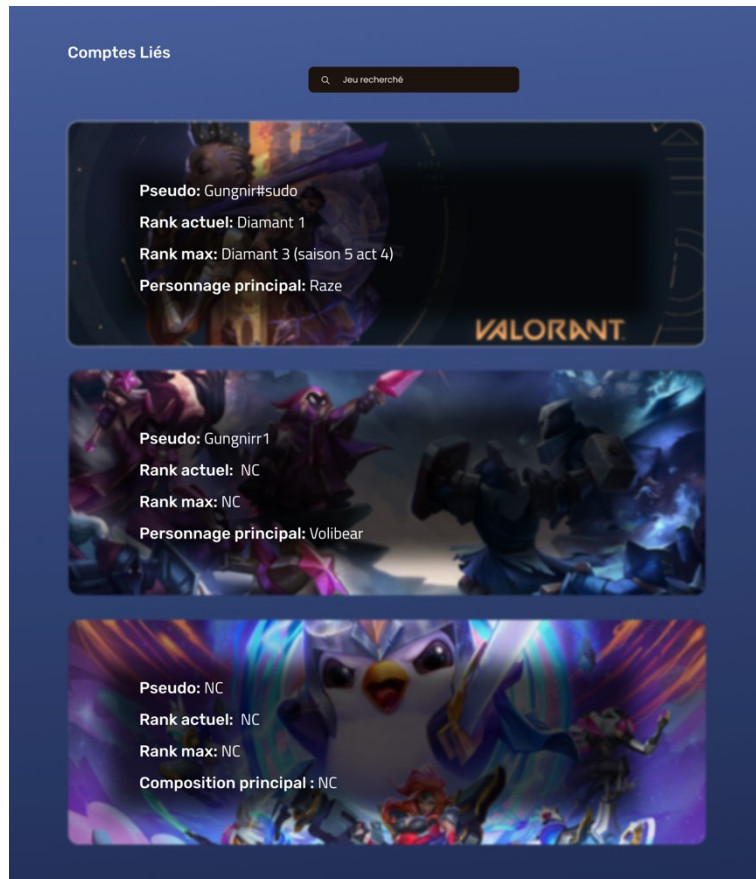 Comptes Liés
Jeu recherché
Pseudo: Gungnir#sudo
Rank actuel: Diamant 1
Rank max: Diamant 3 (saison 5 act 4)
Personnage principal: Raze
VALORANT
Pseudo: Gungnirr1
Rank actuel: NC
Rank max: NC
Personnage principal: Volibear
Pseudo: NC
Rank actuel: NC
Rank max: NC
Composition principal : NC